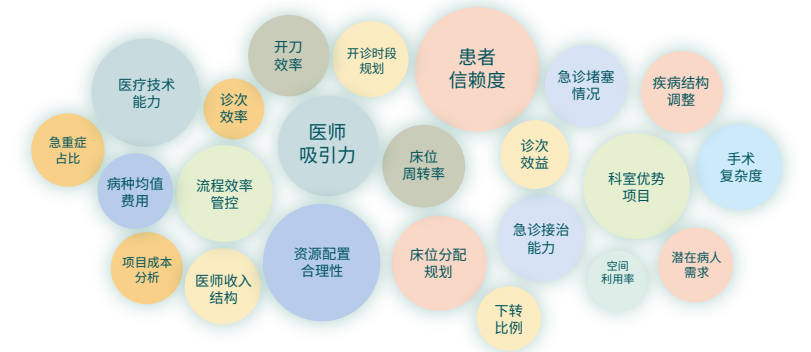 开刀
效率
开诊时段
规划
患者
信赖度
医疗技术
能力
诊次
效率
急诊堵塞
情况
疾病结构
调整
急重症
占比
医师
吸引力
床位
周转率
诊次
效益
手术
复杂度
病种均值
费用
流程效率
管控
科室优势
项目
项目成本
分析
医师收入
结构
资源配置
合理性
床位分配
规划
急诊接治
能力
空间
利用率
潜在病人
需求
下转
比例